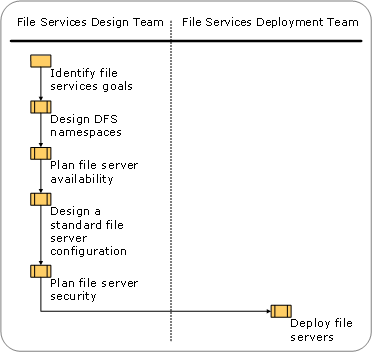 File Services Design Team
File Services Deployment Team
Identify file
services goals
Design DFS
namespaces
Plan file server
availability
Design a
standard file
server
configuration
Plan file server
security
Deploy file
servers